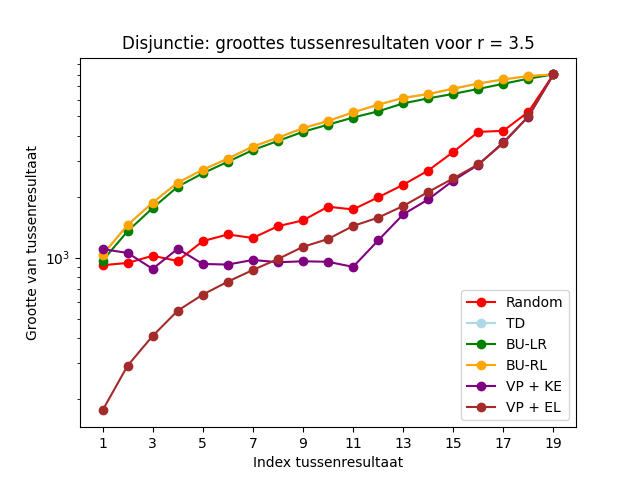 Disjunctie: groottes tussenresultaten voor r = 3.5
Grootte van tussenresultaat
10³
Random
TD
BU-LR
BU-RL
VP + KE
VP + EL
1 3 5 7 9 11 13 15 17 19
Index tussenresultaat